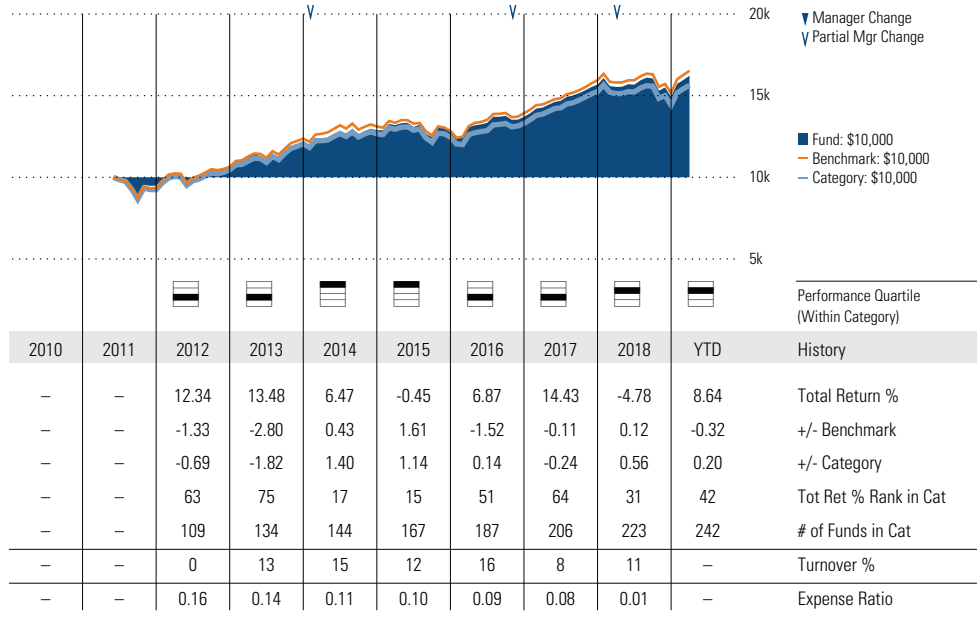 20k
▼ Manager Change
V Partial Mgr Change
15k
Fund: $10,000
Benchmark: $10,000
Category: $10,000
10k
5k
Performance Quartile
(Within Category)
2010 2011 2012 2013 2014 2015 2016 2017 2018 YTD History
– – 12.34 13.48 6.47 -0.45 6.87 14.43 -4.78 8.64 Total Return %
– – -1.33 -2.80 0.43 1.61 -1.52 -0.11 0.12 -0.32 +/- Benchmark
– – -0.69 -1.82 1.40 1.14 0.14 -0.24 0.56 0.20 +/- Category
– – 63 75 17 15 51 64 31 42 Tot Ret % Rank in Cat
– – 109 134 144 167 187 206 223 242 # of Funds in Cat
– – 0 13 15 12 16 8 11 – Turnover %
– – 0.16 0.14 0.11 0.10 0.09 0.08 0.01 – Expense Ratio